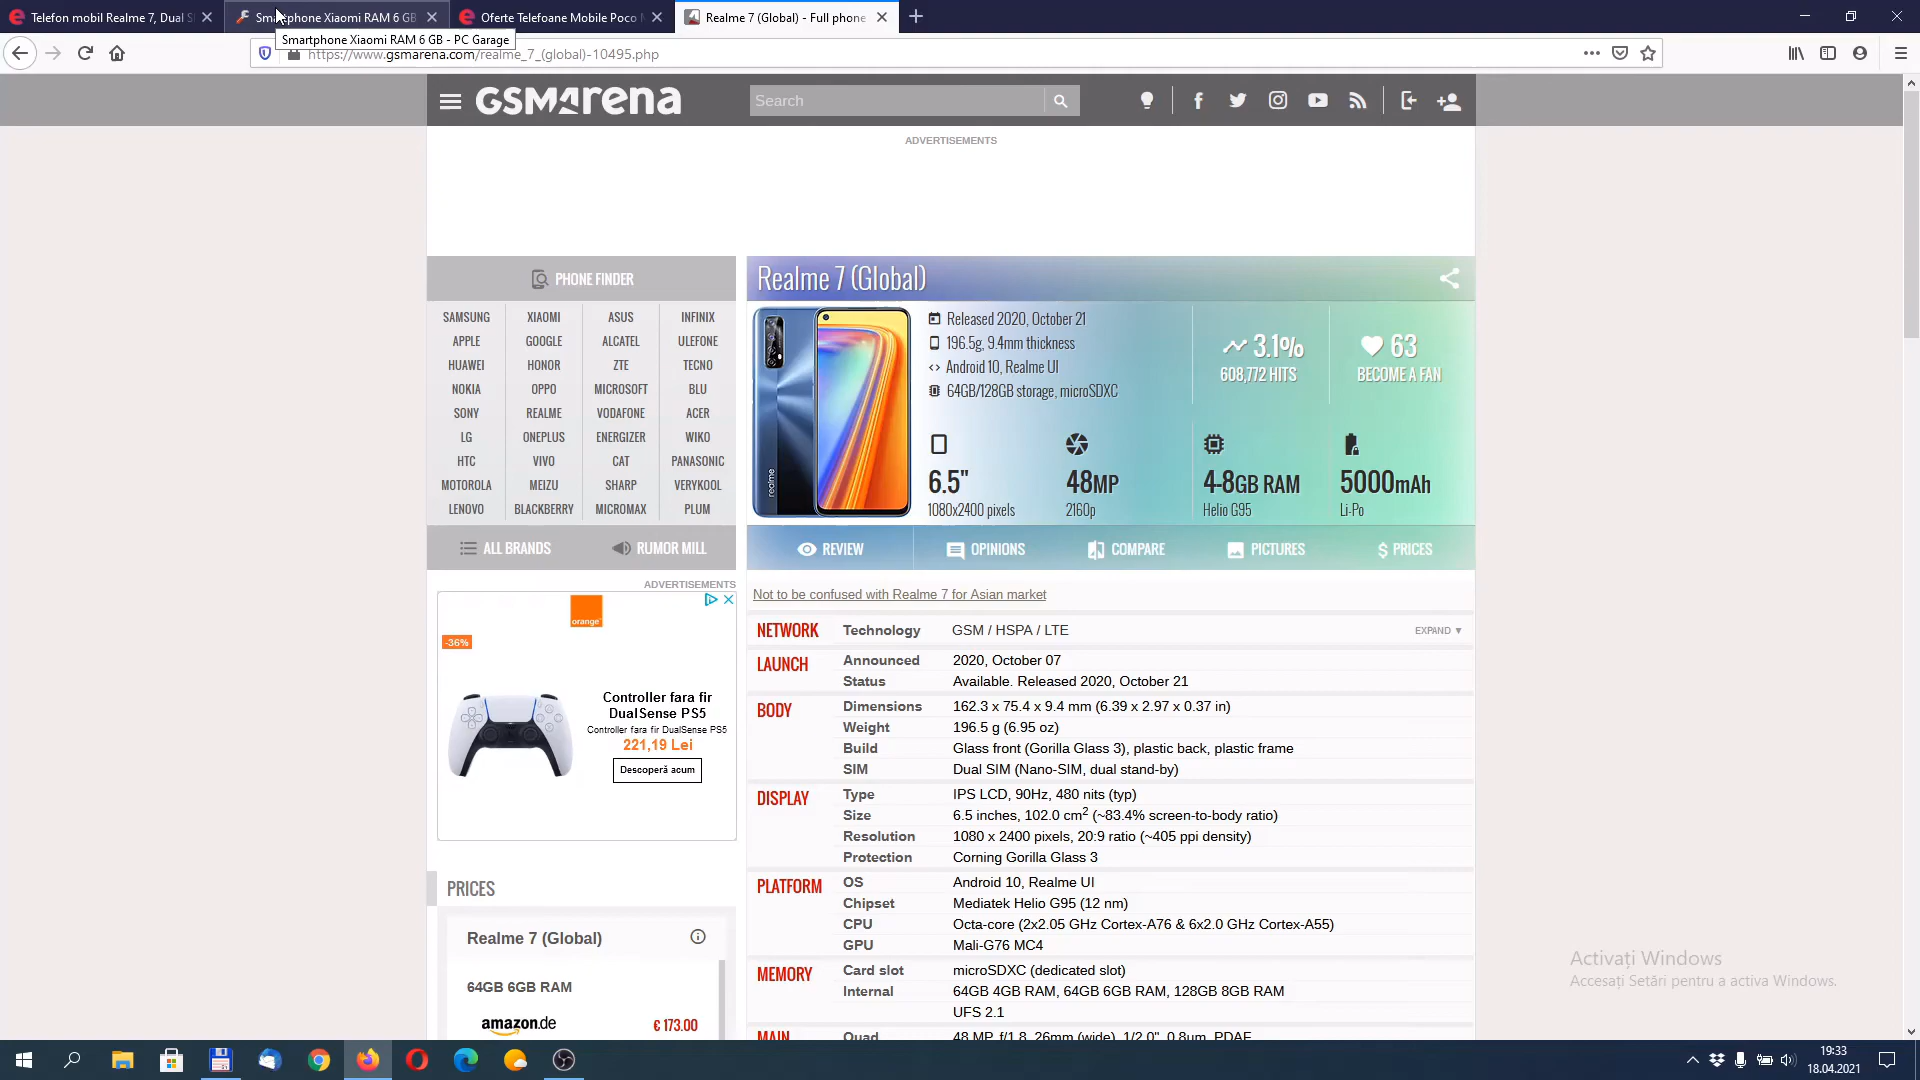 Telefon mobil Realme 7, Dual S
Smartphone Xiaomi RAM 6 GB
Oferte Telefoane Mobile Poco
Realme 7 (Global) - Full phone
Smartphone Xiaomi RAM 6 GB - PC Garage
https://www.gsmarena.com/realme_7_(global)-10495.php
GSMArena
Search
ADVERTISEMENTS
PHONE FINDER
SAMSUNG XIAOMI ASUS INFINIX
APPLE GOOGLE ALCATEL ULEFONE
HUAWEI HONOR ZTE TECNO
NOKIA OPPO MICROSOFT BLU
SONY REALME VODAFONE ACER
LG ONEPLUS ENERGIZER WIKO
HTC VIVO CAT PANASONIC
MOTOROLA MEIZU SHARP VERYKOOL
LENOVO BLACKBERRY MICROMAX PLUM
ALL BRANDS RUMOR MILL
Realme 7 (Global)
realme
Released 2020, October 21
196.5g, 9.4mm thickness
Android 10, Realme UI
64GB/128GB storage, microSDXC
3.1%
608,772 HITS
63
BECOME A FAN
6.5"
1080x2400 pixels
48MP
2160p
4-8GB RAM
Helio G95
5000mAh
Li-Po
REVIEW OPINIONS COMPARE PICTURES PRICES
ADVERTISEMENTS
orange
-36%
Controller fara fir
DualSense PS5
Controller fara fir DualSense PS5
221,19 Lei
Descoperă acum
PRICES
Realme 7 (Global)
64GB 6GB RAM
amazon.de € 173.00
Not to be confused with Realme 7 for Asian market
NETWORK Technology GSM / HSPA / LTE EXPAND ▼
LAUNCH Announced 2020, October 07
Status Available. Released 2020, October 21
BODY Dimensions 162.3 x 75.4 x 9.4 mm (6.39 x 2.97 x 0.37 in)
Weight 196.5 g (6.95 oz)
Build Glass front (Gorilla Glass 3), plastic back, plastic frame
SIM Dual SIM (Nano-SIM, dual stand-by)
DISPLAY Type IPS LCD, 90Hz, 480 nits (typ)
Size 6.5 inches, 102.0 cm2 (~83.4% screen-to-body ratio)
Resolution 1080 x 2400 pixels, 20:9 ratio (~405 ppi density)
Protection Corning Gorilla Glass 3
PLATFORM OS Android 10, Realme UI
Chipset Mediatek Helio G95 (12 nm)
CPU Octa-core (2x2.05 GHz Cortex-A76 & 6x2.0 GHz Cortex-A55)
GPU Mali-G76 MC4
MEMORY Card slot microSDXC (dedicated slot)
Internal 64GB 4GB RAM, 64GB 6GB RAM, 128GB 8GB RAM
UFS 2.1
MAIN Quad 48 MP, f/1.8, 26mm (wide), 1/2.0", 0.8µm, PDAF
Activați Windows
Accesați Setări pentru a activa Windows.
19:33
18.04.2021